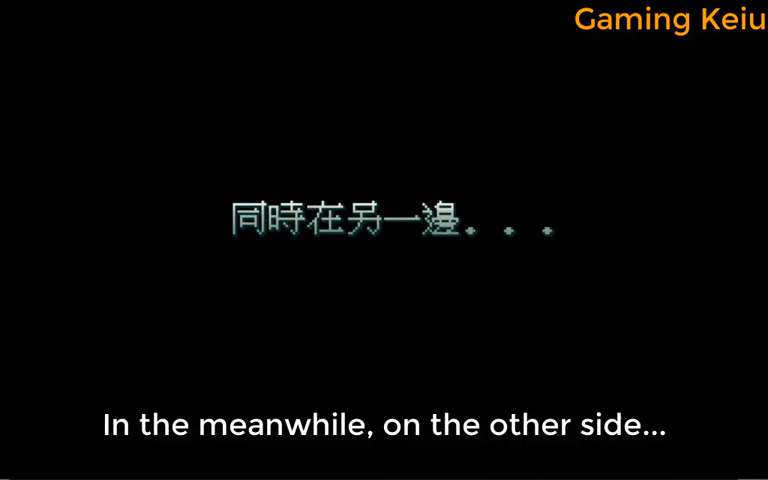 Gaming Keiu
同時在另一邊．．．
In the meanwhile, on the other side...